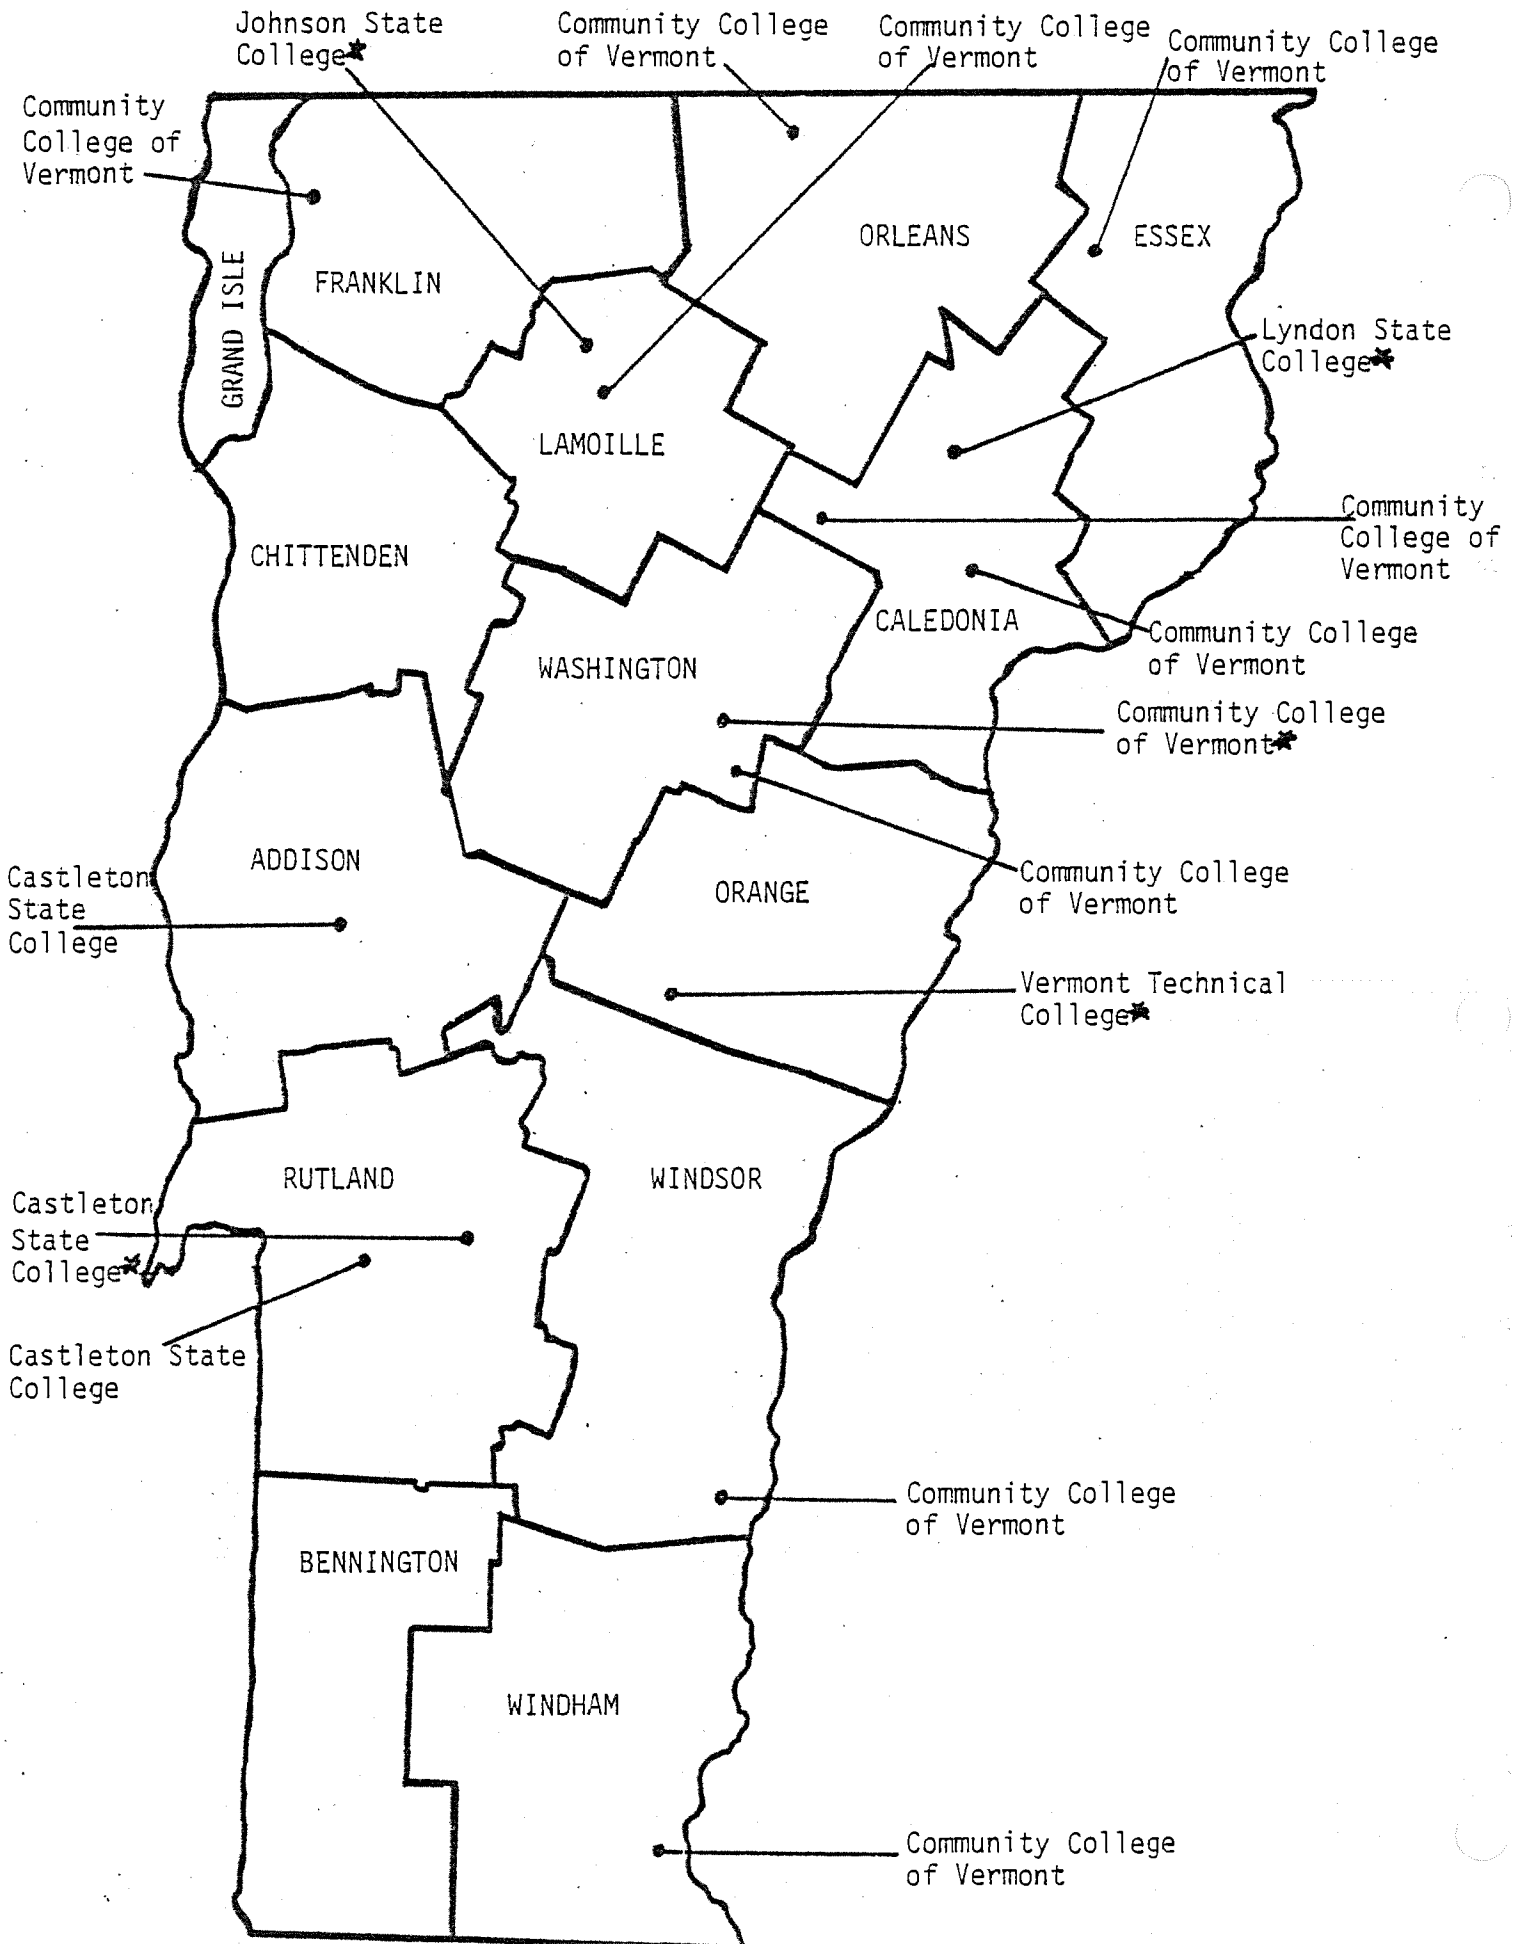 Johnson State
College★
Community College
of Vermont
Community College
of Vermont
Community College
of Vermont
Community
College of
Vermont
ORLEANS
ESSEX
FRANKLIN
GRAND ISLE
Lyndon State
College★
LAMOILLE
Community
College of
Vermont
CHITTENDEN
CALEDONIA
Community College
of Vermont
WASHINGTON
Community College
of Vermont★
ADDISON
Castleton
State
College
ORANGE
Community College
of Vermont
Vermont Technical
College★
RUTLAND
WINDSOR
Castleton
State
College★
Castleton State
College
Community College
of Vermont
BENNINGTON
WINDHAM
Community College
of Vermont